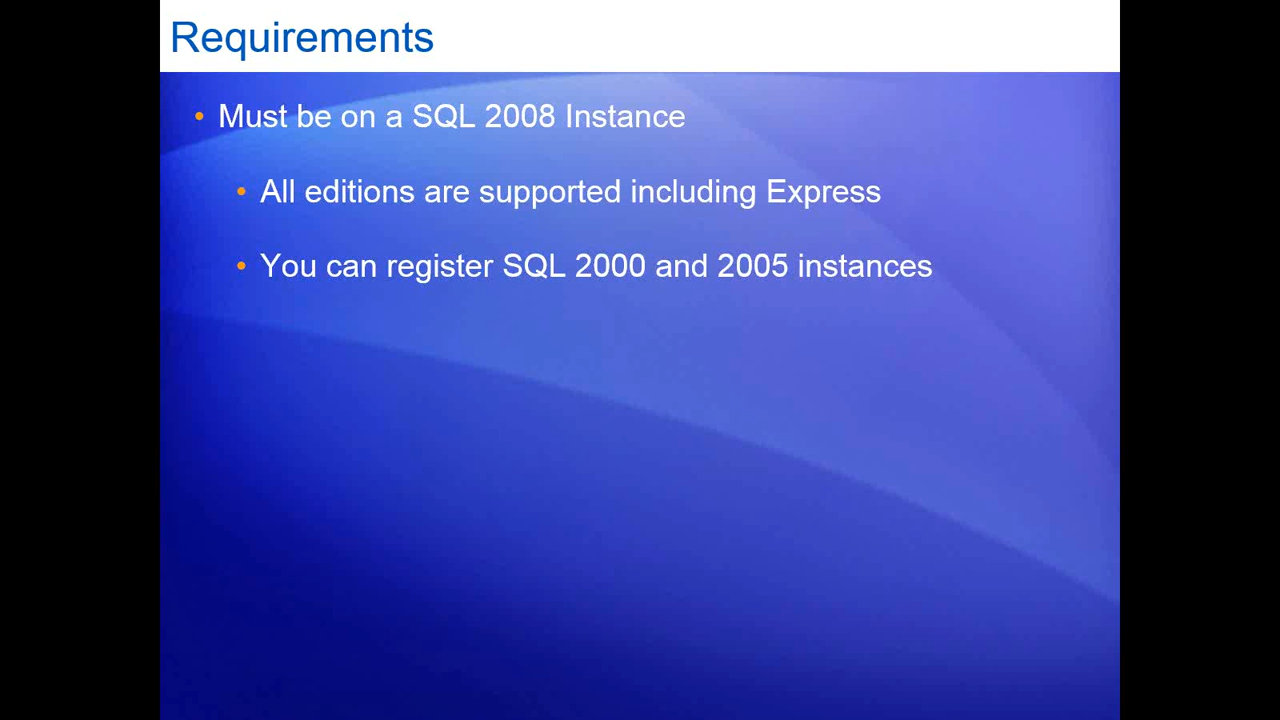 Requirements
• Must be on a SQL 2008 Instance
• All editions are supported including Express
• You can register SQL 2000 and 2005 instances